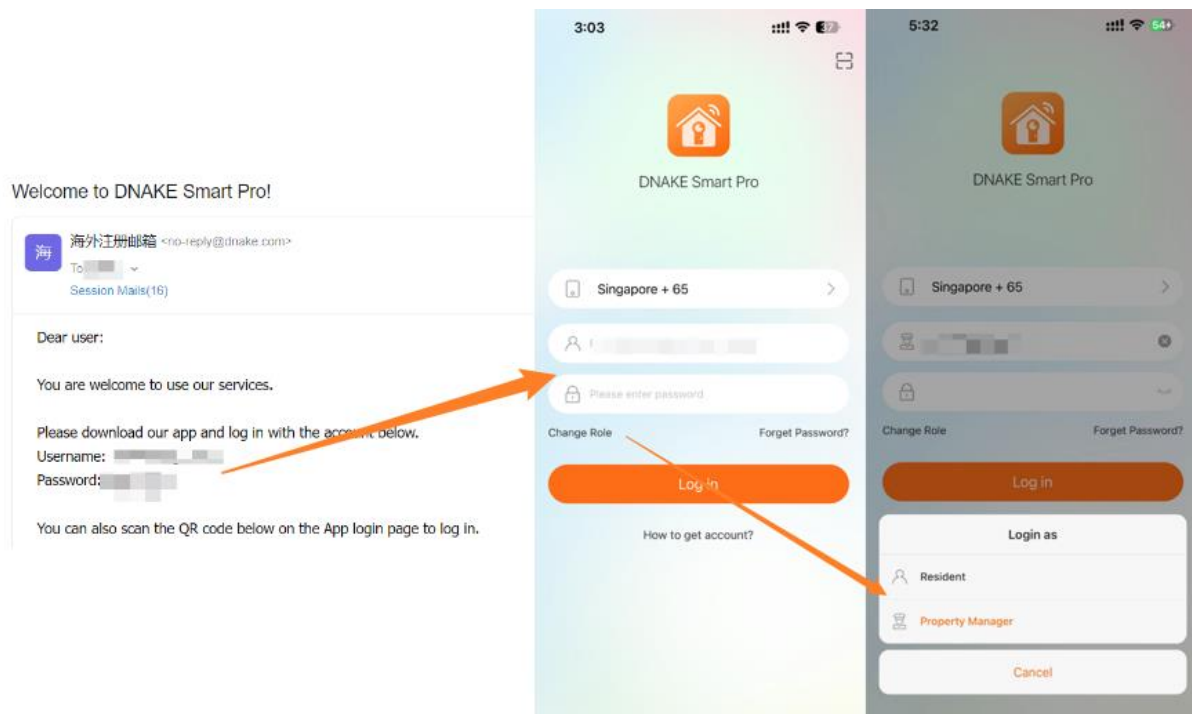 Welcome to DNAKE Smart Pro!
海
海外注册邮箱 <no-reply@dnake.com>
To
Session Mails(16)
Dear user:
You are welcome to use our services.
Please download our app and log in with the account below.
Username:
Password:
You can also scan the QR code below on the App login page to log in.
3:03
37
DNAKE Smart Pro
Singapore + 65
Please enter password
Change Role
Forget Password?
Log in
How to get account?
5:32
54
DNAKE Smart Pro
Singapore + 65
Change Role
Forget Password?
Log in
Login as
Resident
Property Manager
Cancel